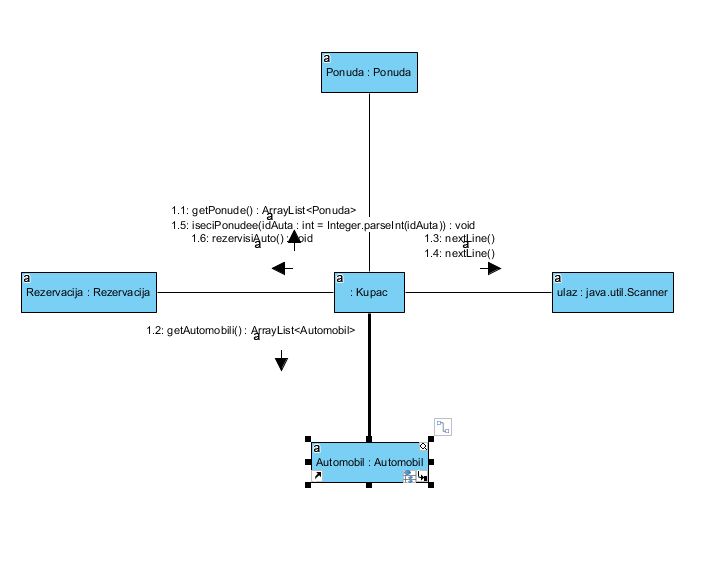 a
Ponuda : Ponuda
1.1: getPonude() : ArrayList<Ponuda>
a
1.5: iseciPonudee(idAuta : int = Integer.parseInt(idAuta)) : void
1.6: rezervisiAuto() : void
a
1.3: nextLine()
a
1.4: nextLine()
a
Rezervacija : Rezervacija
a
: Kupac
a
ulaz : java.util.Scanner
1.2: getAutomobili() : ArrayList<Automobil>
a
a
Automobil : Automobil